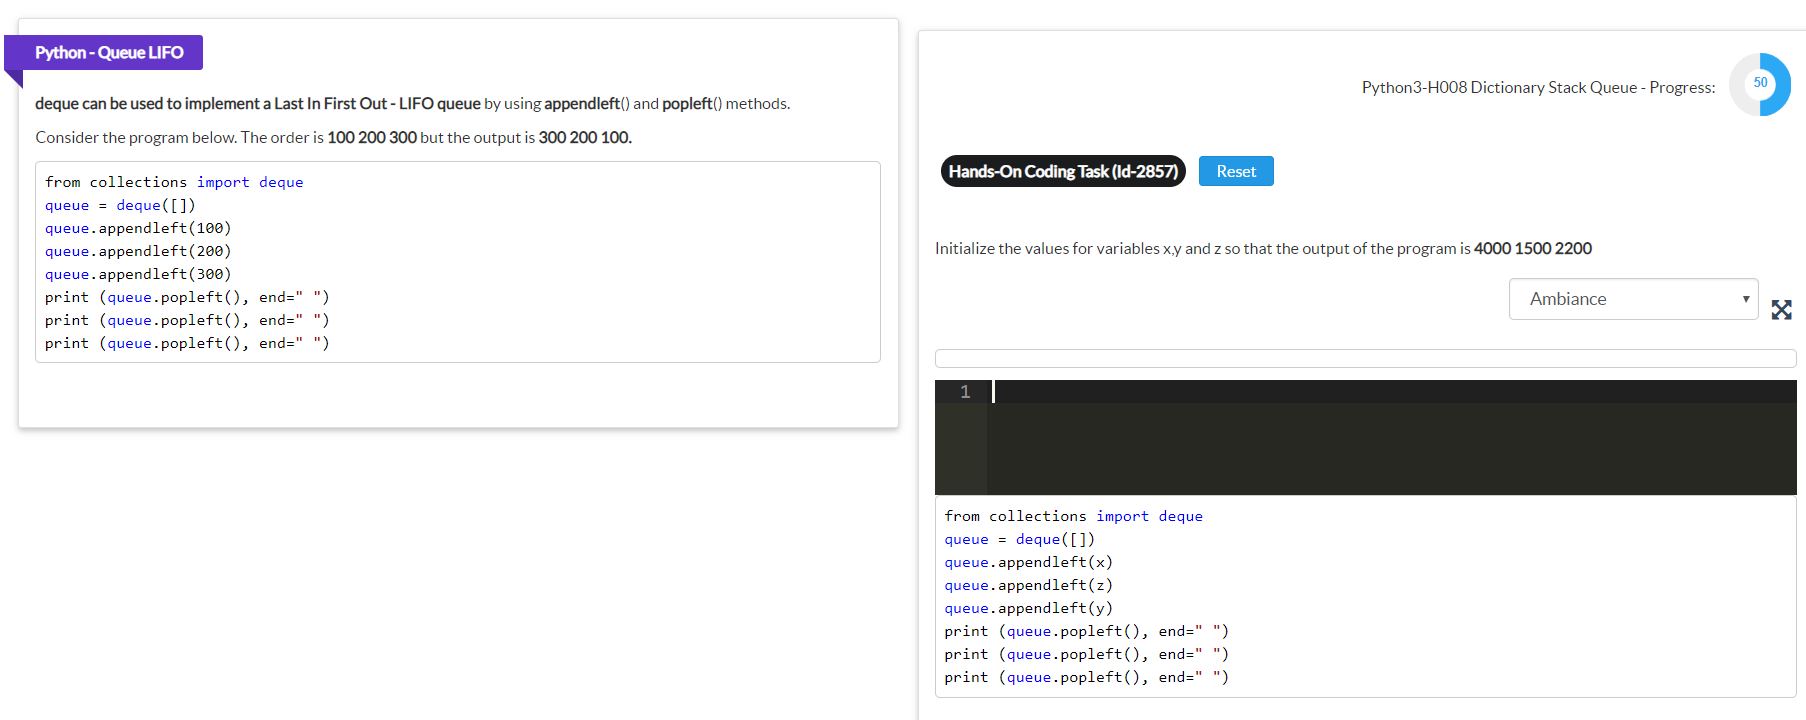 Python - Queue LIFO
deque can be used to implement a Last In First Out - LIFO queue by using appendleft() and popleft() methods.
Consider the program below. The order is 100 200 300 but the output is 300 200 100.
from collections import deque
queue = deque([])
queue.appendleft(100)
queue.appendleft(200)
queue.appendleft(300)
print (queue.popleft(), end=" ")
print (queue.popleft(), end=" ")
print (queue.popleft(), end=" ")
Python3-H008 Dictionary Stack Queue - Progress:
50
Hands-On Coding Task (Id-2857)
Reset
Initialize the values for variables x,y and z so that the output of the program is 4000 1500 2200
Ambiance
1
from collections import deque
queue = deque([])
queue.appendleft(x)
queue.appendleft(z)
queue.appendleft(y)
print (queue.popleft(), end=" ")
print (queue.popleft(), end=" ")
print (queue.popleft(), end=" ")